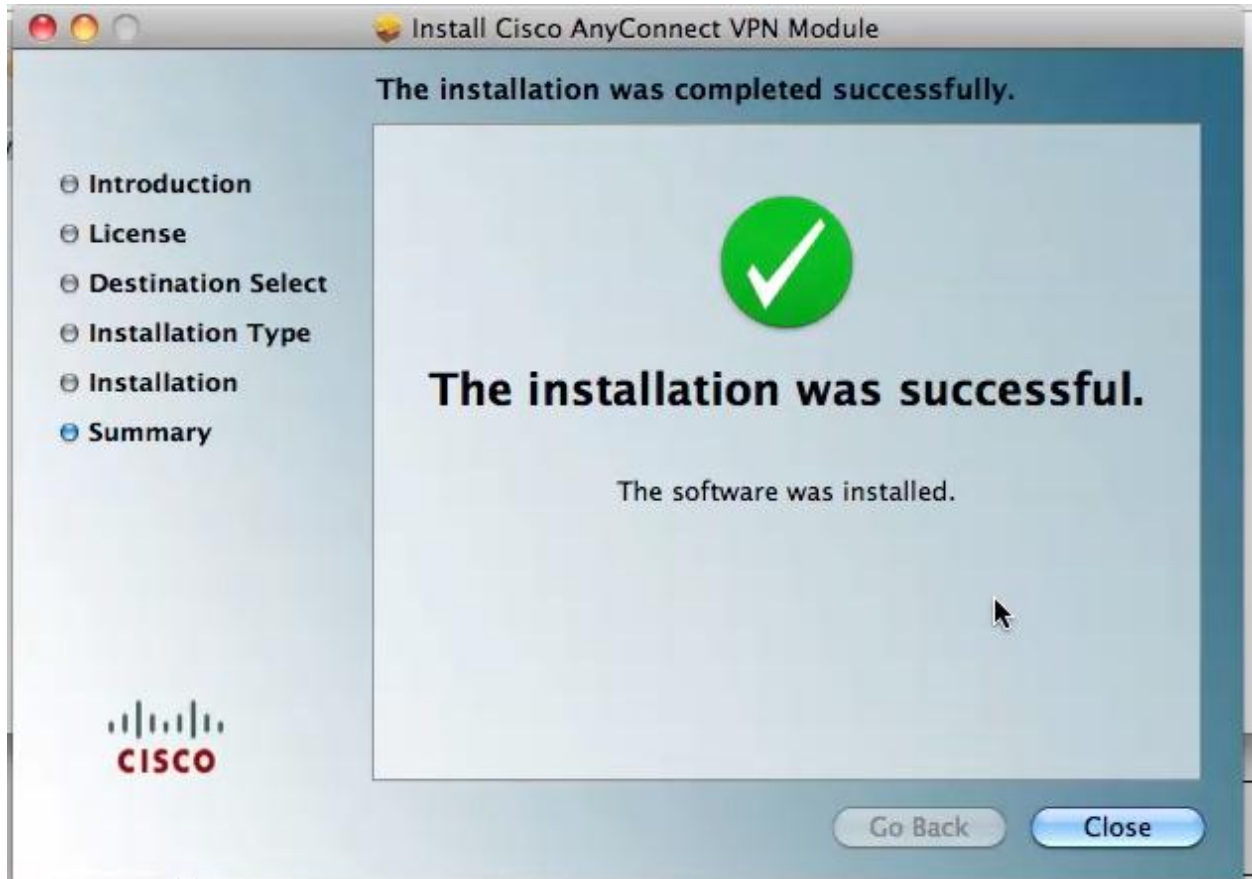 Install Cisco AnyConnect VPN Module
The installation was completed successfully.
Introduction
License
Destination Select
Installation Type
Installation
Summary
The installation was successful.
The software was installed.
CISCO
Go Back
Close